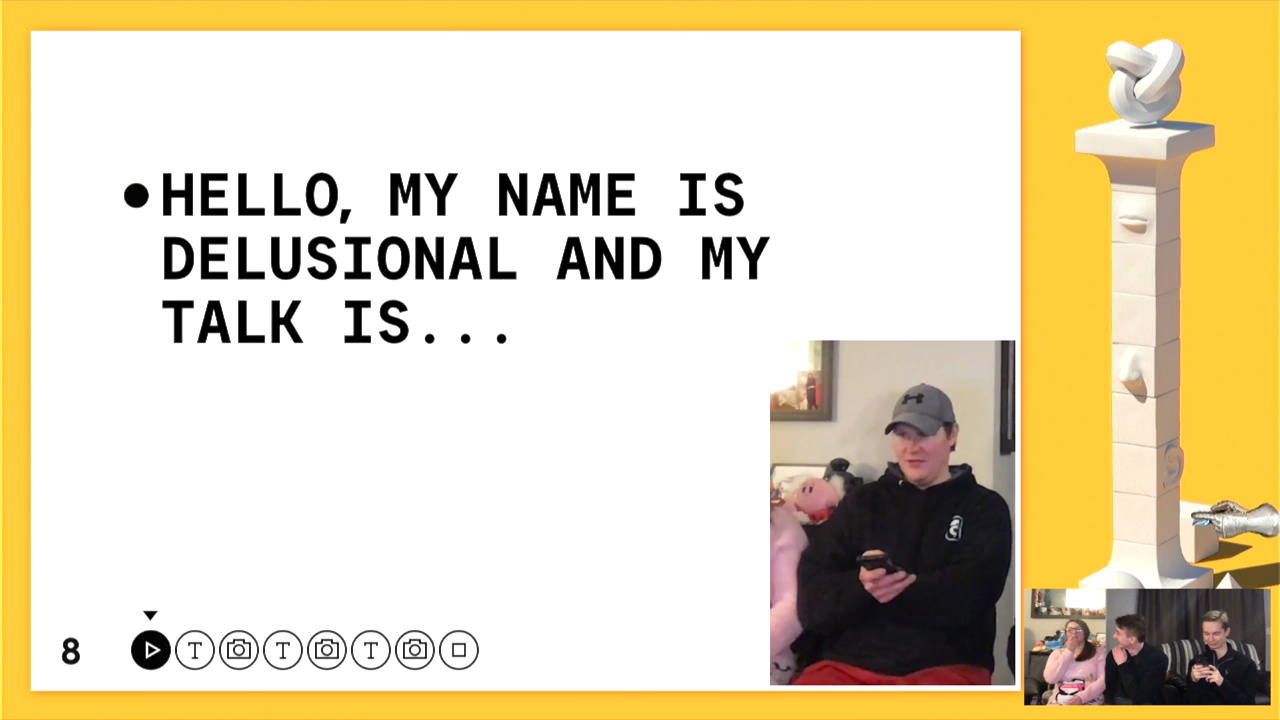 HELLO, MY NAME IS
DELUSIONAL AND MY
TALK IS...
8
T T T